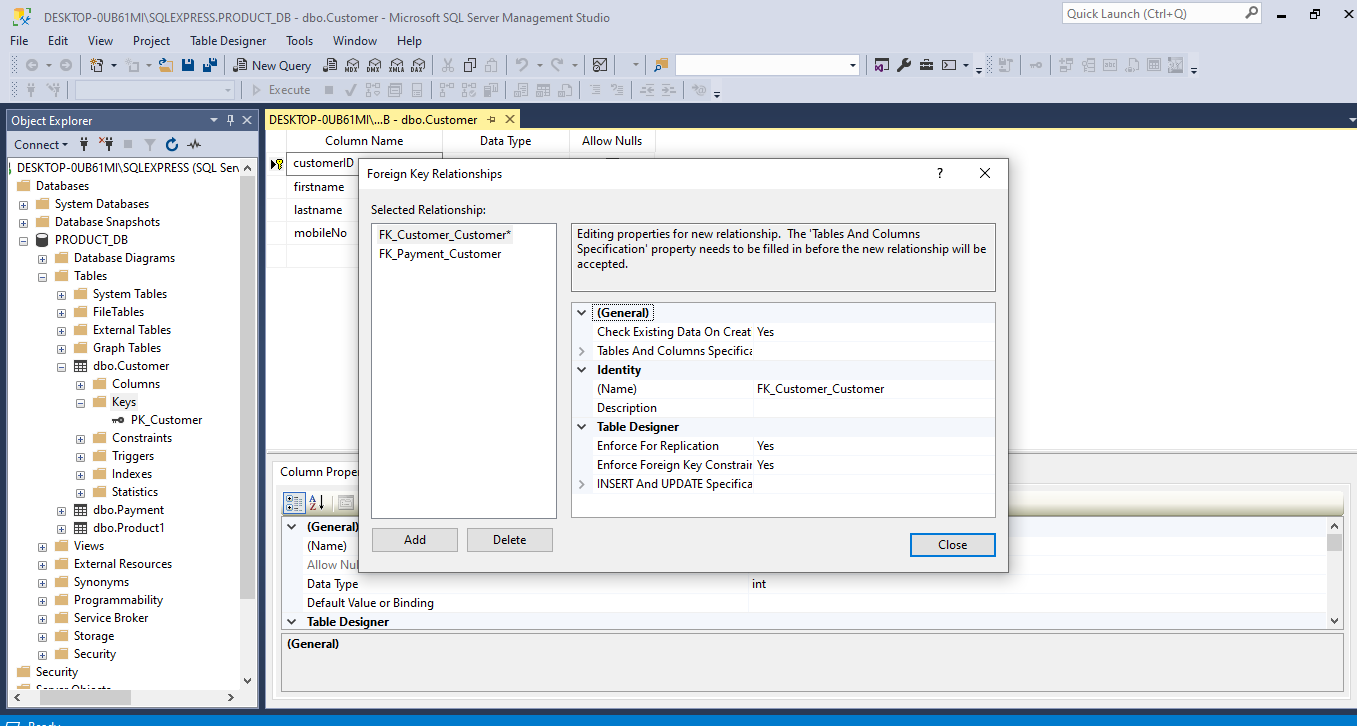 DESKTOP-0UB61MI\SQLEXPRESS.PRODUCT_DB - dbo.Customer - Microsoft SQL Server Management Studio
Quick Launch (Ctrl+Q)
File Edit View Project Table Designer Tools Window Help
New Query MDX DMX XMLA DAX
Execute
Object Explorer
DESKTOP-0UB61MI\...B - dbo.Customer
Connect
Column Name Data Type Allow Nulls
DESKTOP-0UB61MI\SQLEXPRESS (SQL Ser
Databases
System Databases
Database Snapshots
PRODUCT_DB
Database Diagrams
Tables
System Tables
FileTables
External Tables
Graph Tables
dbo.Customer
Columns
Keys
PK_Customer
Constraints
Triggers
Indexes
Statistics
dbo.Payment
dbo.Product1
Views
External Resources
Synonyms
Programmability
Service Broker
Storage
Security
Security
Server Objects
customerID
firstname
lastname
mobileNo
Foreign Key Relationships
?
Selected Relationship:
FK_Customer_Customer*
FK_Payment_Customer
Editing properties for new relationship. The 'Tables And Columns
Specification' property needs to be filled in before the new relationship will be
accepted.
(General)
Check Existing Data On Creat Yes
Tables And Columns Specifica
Identity
(Name) FK_Customer_Customer
Description
Table Designer
Enforce For Replication Yes
Enforce Foreign Key Constrain Yes
INSERT And UPDATE Specifica
Add Delete
Close
Column Proper
(General)
(Name)
Allow Nul
Data Type int
Default Value or Binding
Table Designer
(General)
Ready